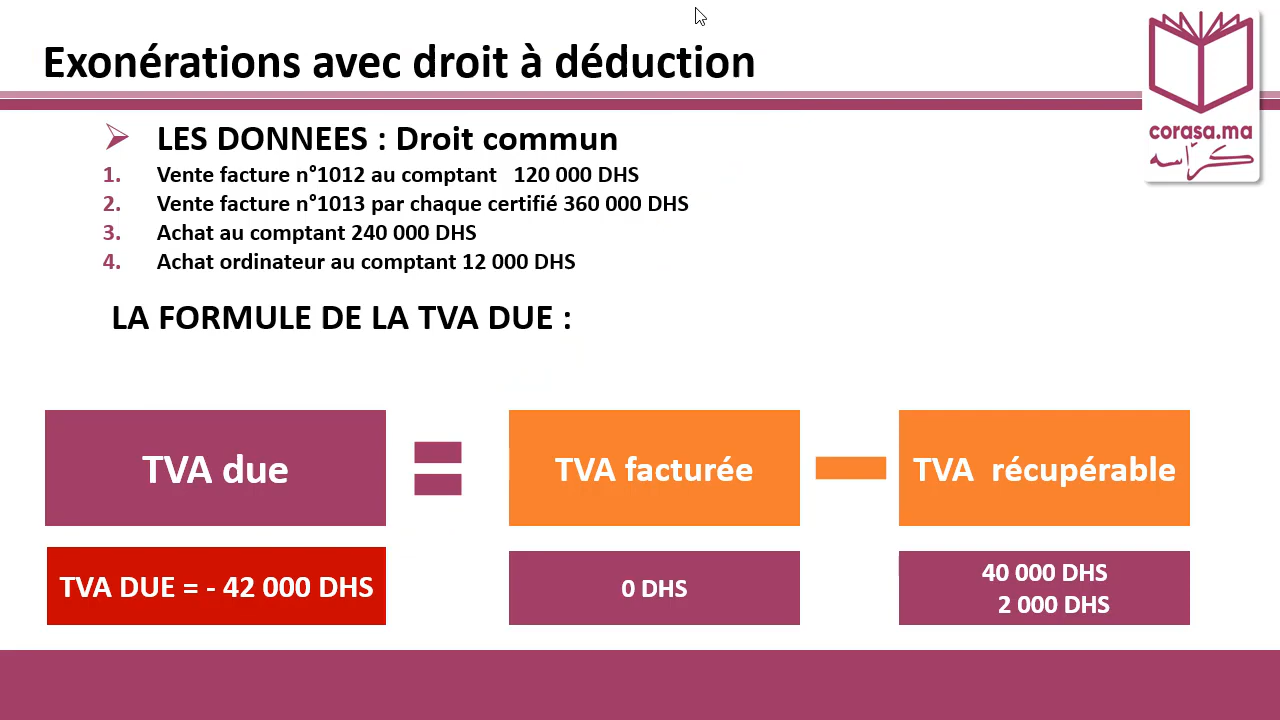 Exonérations avec droit à déduction
corasa.ma
كرّاسه
LES DONNEES : Droit commun
1. Vente facture n°1012 au comptant 120 000 DHS
2. Vente facture n°1013 par chaque certifié 360 000 DHS
3. Achat au comptant 240 000 DHS
4. Achat ordinateur au comptant 12 000 DHS
LA FORMULE DE LA TVA DUE :
TVA due
TVA facturée
TVA récupérable
TVA DUE = - 42 000 DHS
0 DHS
40 000 DHS
2 000 DHS